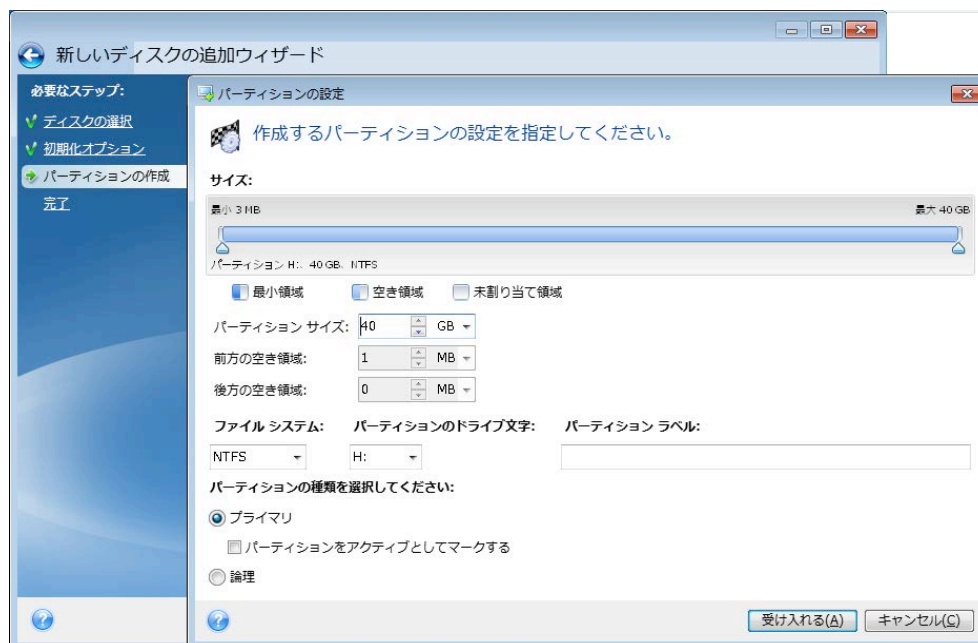 新しいディスクの追加ウィザード
必要なステップ:
ディスクの選択
初期化オプション
パーティションの作成
完了
パーティションの設定
作成するパーティションの設定を指定してください。
サイズ:
最小 3 MB 最大 40 GB
パーティション H:、40 GB、NTFS
最小領域 空き領域 未割り当て領域
パーティション サイズ: 40 GB
前方の空き領域: 1 MB
後方の空き領域: 0 MB
ファイル システム: パーティションのドライブ文字: パーティション ラベル:
NTFS H:
パーティションの種類を選択してください:
プライマリ
パーティションをアクティブとしてマークする
論理
受け入れる(A) キャンセル(C)